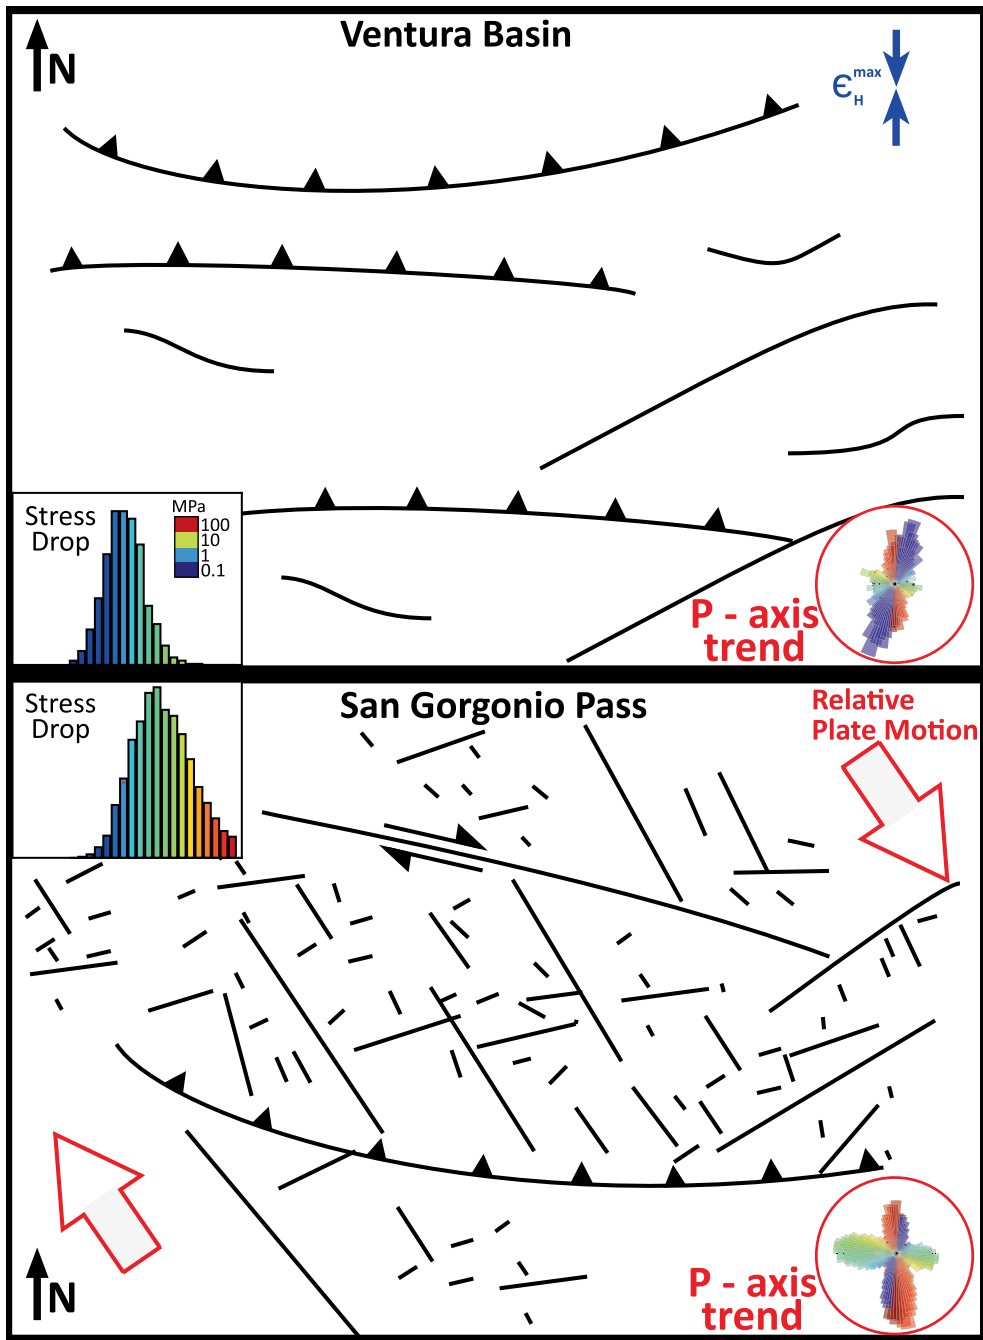 Ventura Basin
N
ЄHmax
Stress
Drop
MPa
100
10
1
0.1
P - axis
trend
San Gorgonio Pass
Stress
Drop
Relative
Plate Motion
N
P - axis
trend